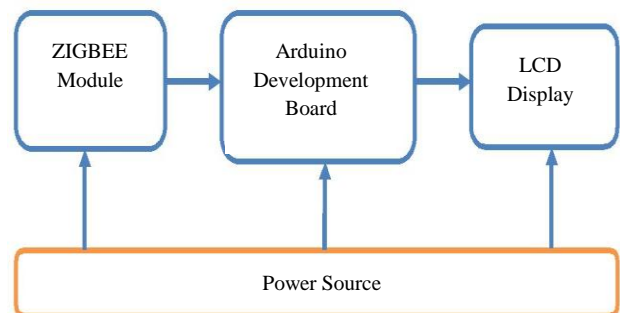 ZIGBEE
Module
Arduino
Development
Board
LCD
Display
Power Source